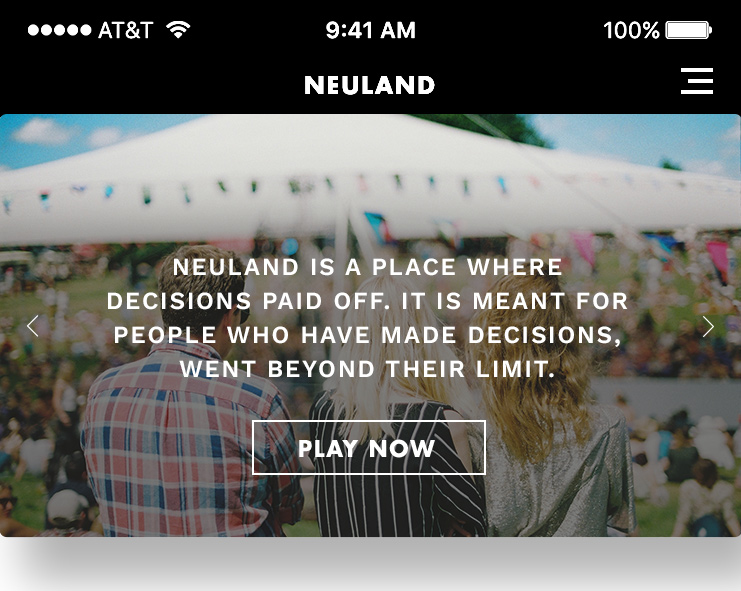 AT&T 9:41 AM 100%
NEULAND
NEULAND IS A PLACE WHERE
DECISIONS PAID OFF. IT IS MEANT FOR
PEOPLE WHO HAVE MADE DECISIONS,
WENT BEYOND THEIR LIMIT.
PLAY NOW